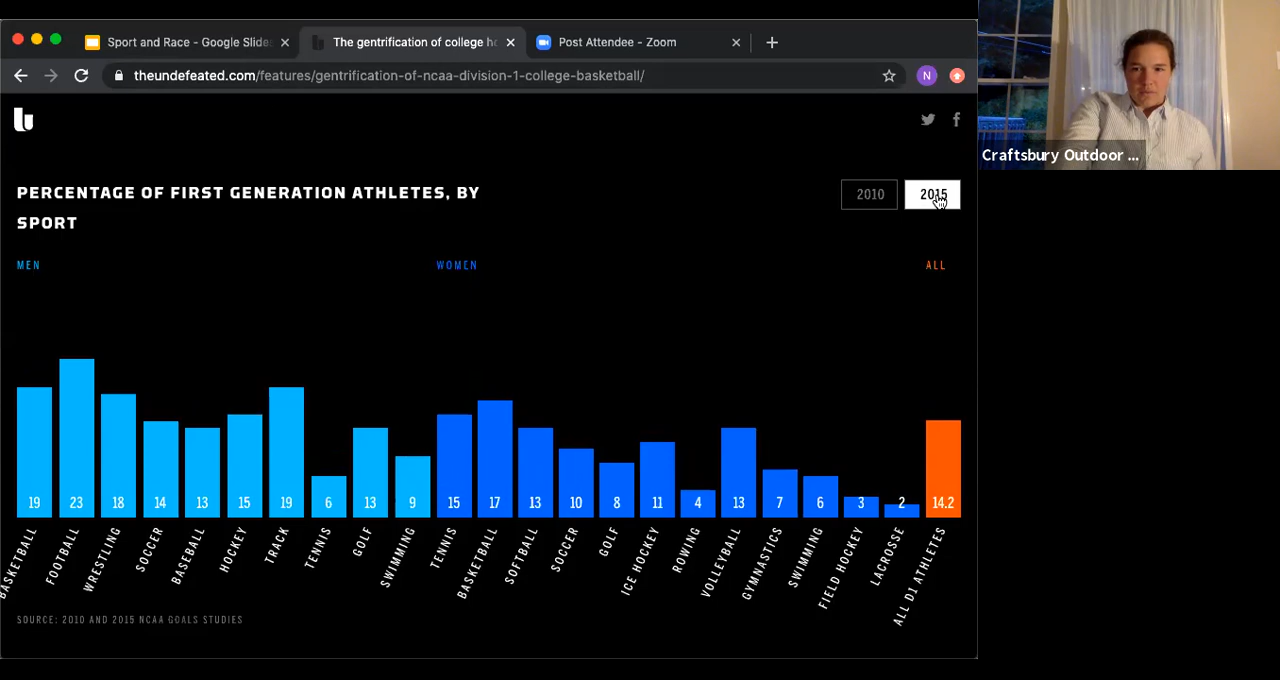 Sport and Race - Google Slides
The gentrification of college ho
Post Attendee - Zoom
theundefeated.com/features/gentrification-of-ncaa-division-1-college-basketball/
N
Craftsbury Outdoor ...
PERCENTAGE OF FIRST GENERATION ATHLETES, BY
SPORT
2010
2015
MEN
WOMEN
ALL
19 23 18 14 13 15 19 6 13 9 15 17 13 10 8 11 4 13 7 6 3 2 14.2
BASKETBALL
FOOTBALL
WRESTLING
SOCCER
BASEBALL
HOCKEY
TRACK
TENNIS
GOLF
SWIMMING
TENNIS
BASKETBALL
SOFTBALL
SOCCER
GOLF
ICE HOCKEY
ROWING
VOLLEYBALL
GYMNASTICS
SWIMMING
FIELD HOCKEY
LACROSSE
ALL D1 ATHLETES
SOURCE: 2010 AND 2015 NCAA GOALS STUDIES